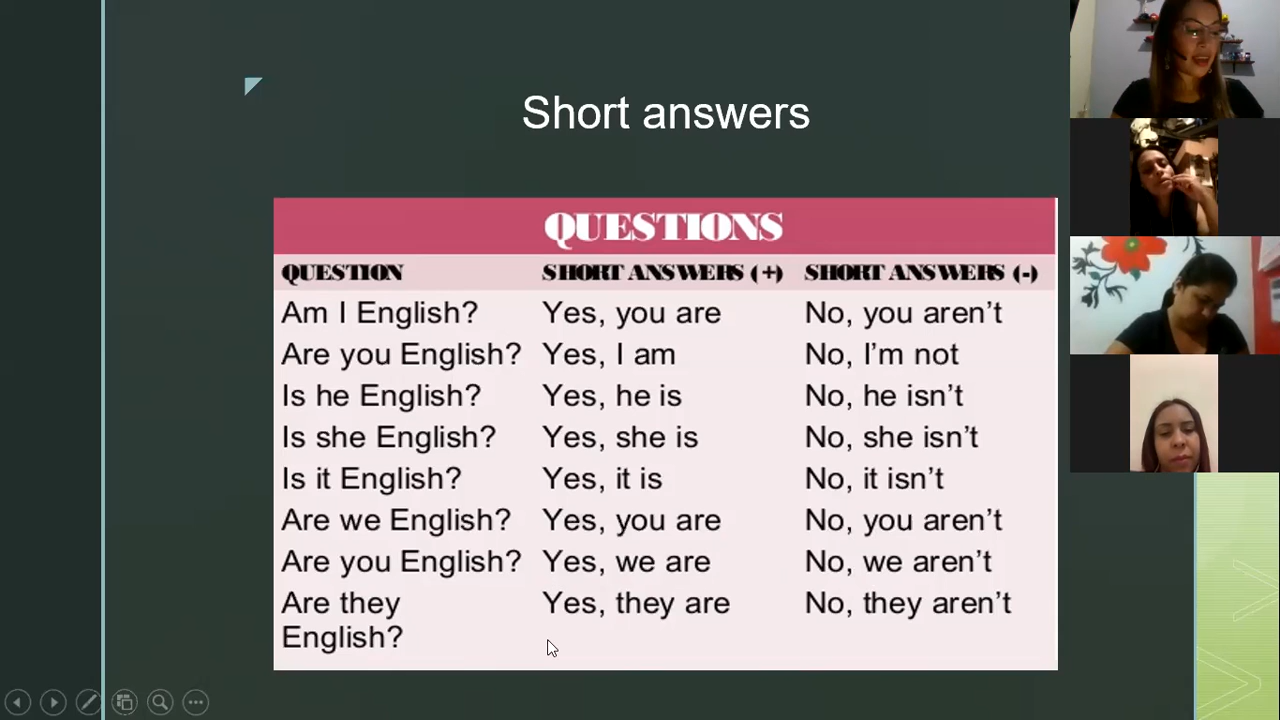 Short answers
QUESTIONS
QUESTION SHORT ANSWERS (+) SHORT ANSWERS (-)
Am I English? Yes, you are No, you aren't
Are you English? Yes, I am No, I'm not
Is he English? Yes, he is No, he isn't
Is she English? Yes, she is No, she isn't
Is it English? Yes, it is No, it isn't
Are we English? Yes, you are No, you aren't
Are you English? Yes, we are No, we aren't
Are they Yes, they are No, they aren't
English?